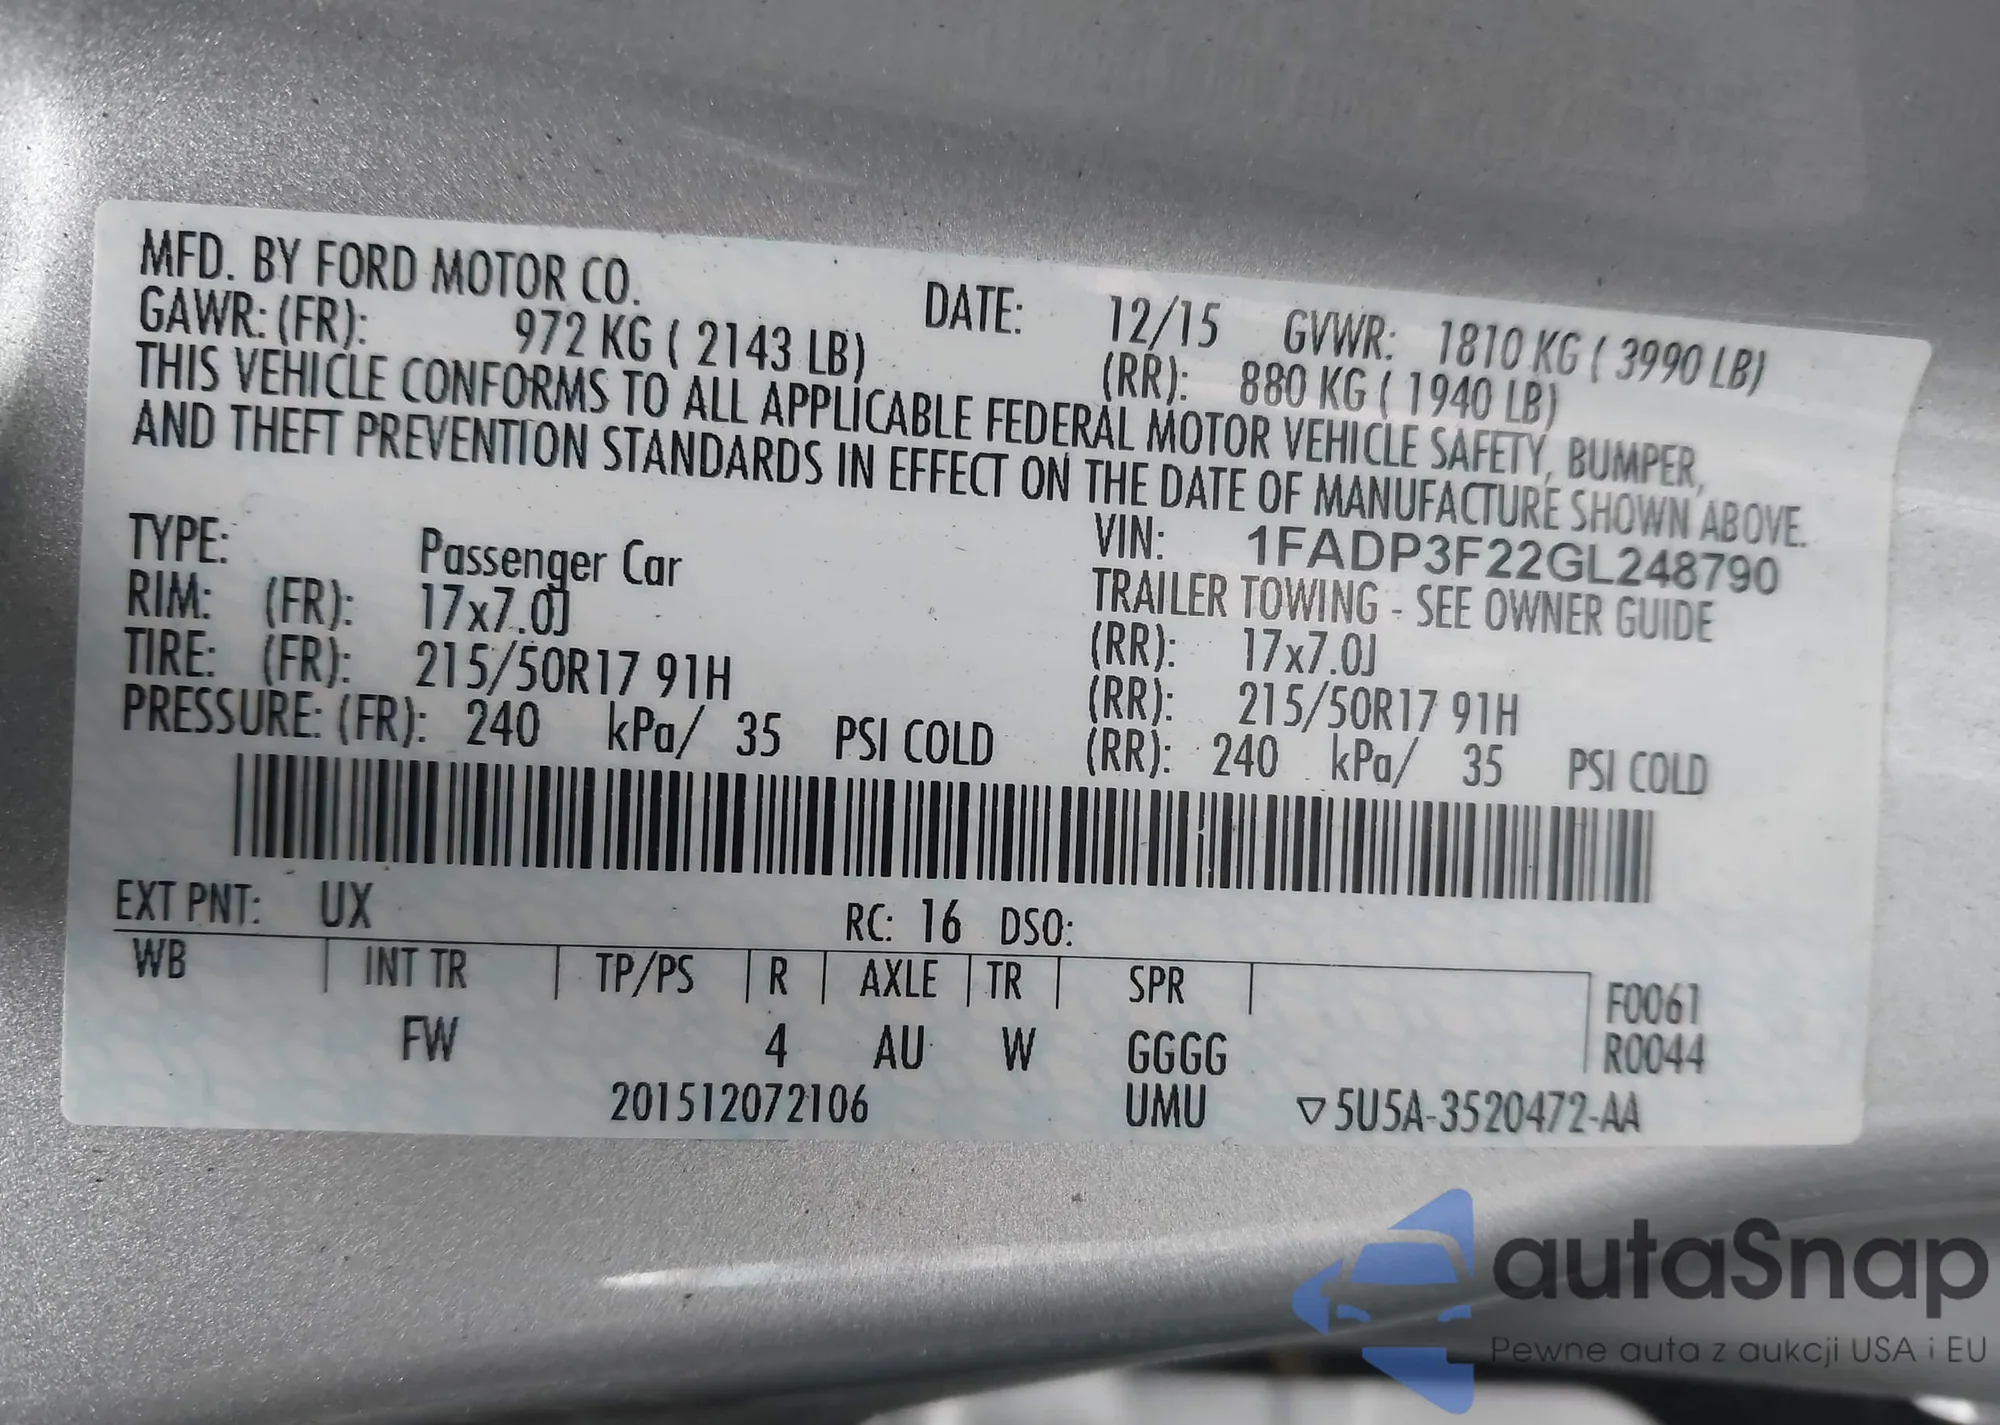 MFD. BY FORD MOTOR CO. DATE: 12/15 GVWR: 1810 KG ( 3990 LB)
GAWR: (FR): 972 KG ( 2143 LB) (RR): 880 KG ( 1940 LB)
THIS VEHICLE CONFORMS TO ALL APPLICABLE FEDERAL MOTOR VEHICLE SAFETY, BUMPER,
AND THEFT PREVENTION STANDARDS IN EFFECT ON THE DATE OF MANUFACTURE SHOWN ABOVE.
VIN: 1FADP3F22GL248790
TYPE: Passenger Car TRAILER TOWING - SEE OWNER GUIDE
RIM: (FR): 17x7.0J (RR): 17x7.0J
TIRE: (FR): 215/50R17 91H (RR): 215/50R17 91H
PRESSURE: (FR): 240 kPa/ 35 PSI COLD (RR): 240 kPa/ 35 PSI COLD
EXT PNT: UX RC: 16 DSO:
WB INT TR TP/PS R AXLE TR SPR F0061
FW 4 AU W GGGG R0044
201512072106 UMU ▽5U5A-3520472-AA
autaSnap
Pewne auta z aukcji USA i EU